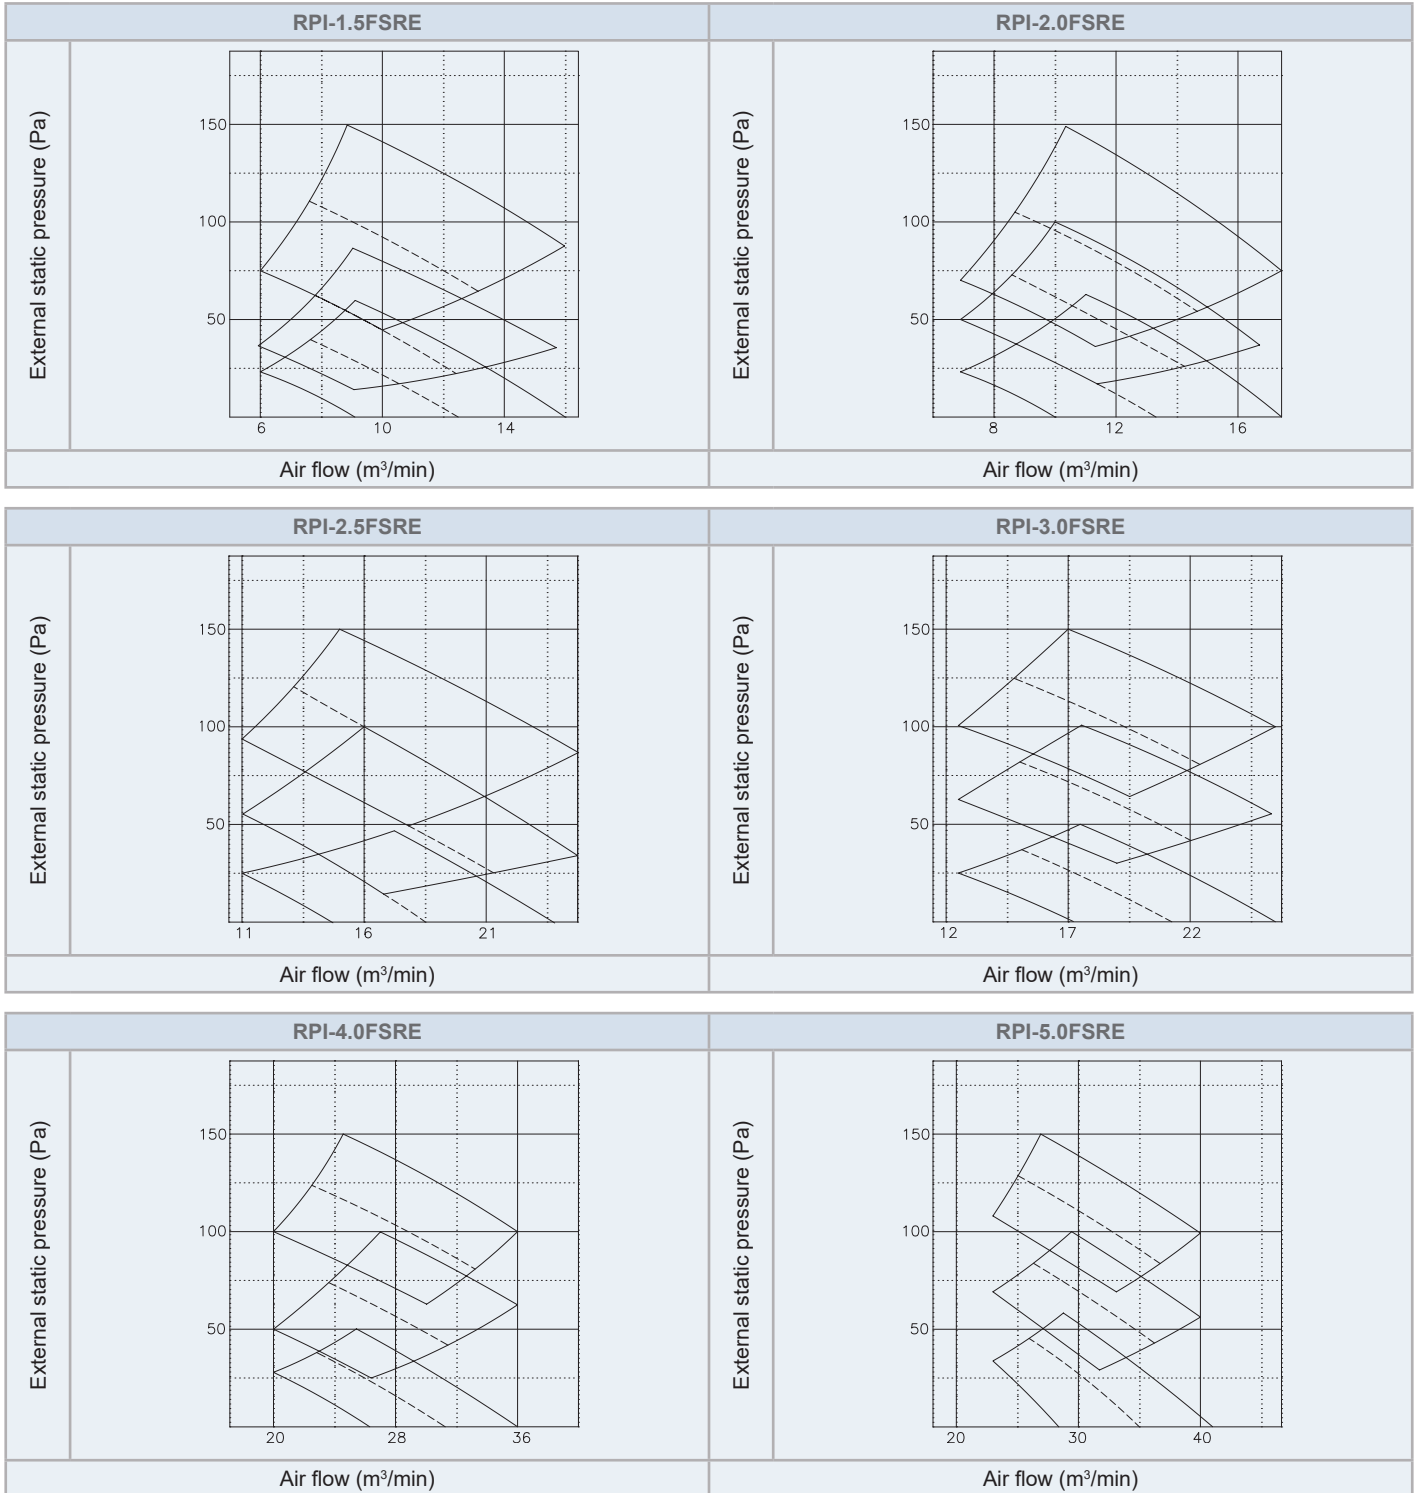 RPI-1.5FSRE
RPI-2.0FSRE
External static pressure (Pa)
150
100
50
6 10 14
External static pressure (Pa)
150
100
50
8 12 16
Air flow (m³/min)
Air flow (m³/min)
RPI-2.5FSRE
RPI-3.0FSRE
External static pressure (Pa)
150
100
50
11 16 21
External static pressure (Pa)
150
100
50
12 17 22
Air flow (m³/min)
Air flow (m³/min)
RPI-4.0FSRE
RPI-5.0FSRE
External static pressure (Pa)
150
100
50
20 28 36
External static pressure (Pa)
150
100
50
20 30 40
Air flow (m³/min)
Air flow (m³/min)